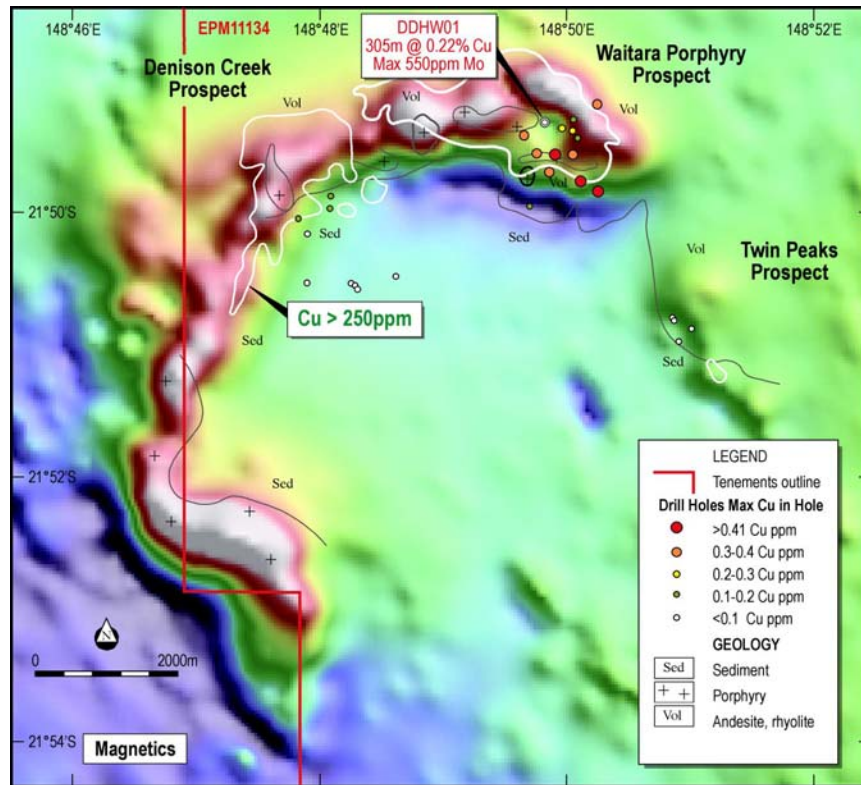 148°46'
EPM11134
148°48'
148°50'
148°52'
DDHW01
305m @ 0.22% Cu
Max 550ppm Mo
Denison Creek
Prospect
Waitara Porphyry
Prospect
Vol
Vol
Vol
21°50'S
Sed
Sed
Vol
Twin Peaks
Prospect
Cu > 250ppm
Sed
Sed
21°52'S
Sed
LEGEND
Tenements outline
Drill Holes Max Cu in Hole
>0.41 Cu ppm
0.3-0.4 Cu ppm
0.2-0.3 Cu ppm
0.1-0.2 Cu ppm
<0.1 Cu ppm
GEOLOGY
Sed Sediment
Porphyry
Vol Andesite, rhyolite
N
0 2000m
21°54'S
Magnetics